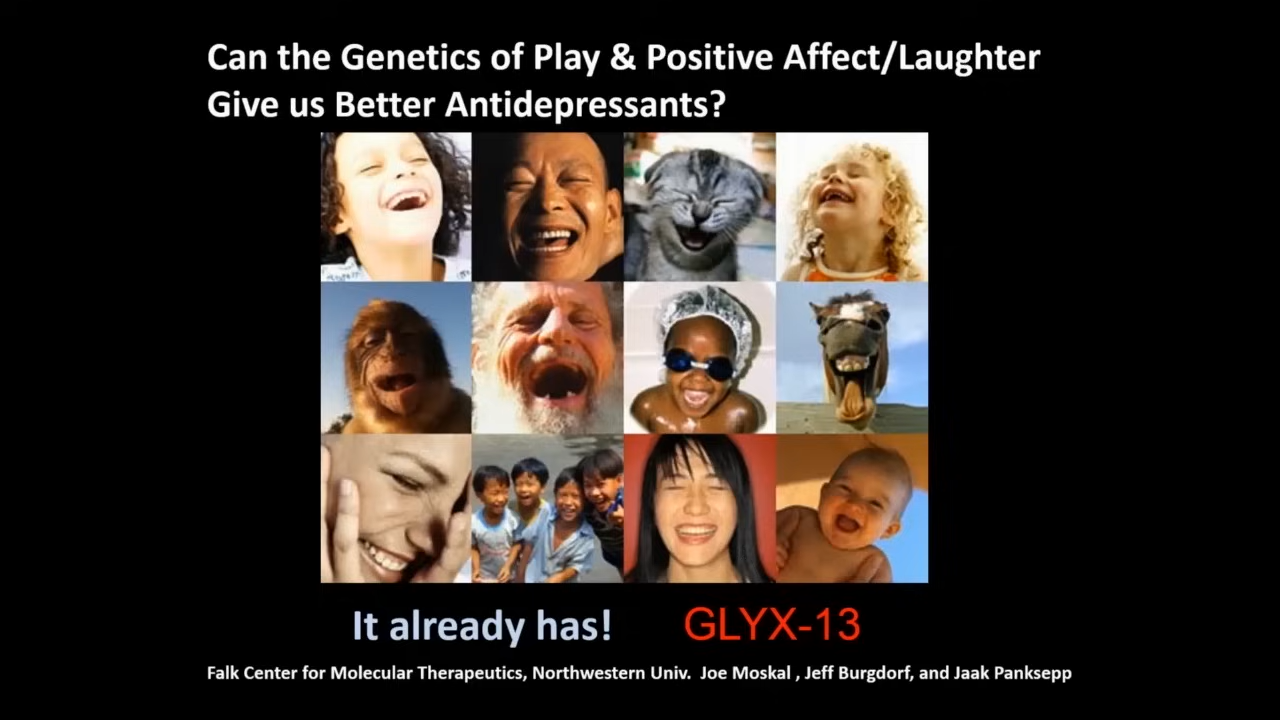 Can the Genetics of Play & Positive Affect/Laughter
Give us Better Antidepressants?
It already has! GLYX-13
Falk Center for Molecular Therapeutics, Northwestern Univ. Joe Moskal , Jeff Burgdorf, and Jaak Panksepp